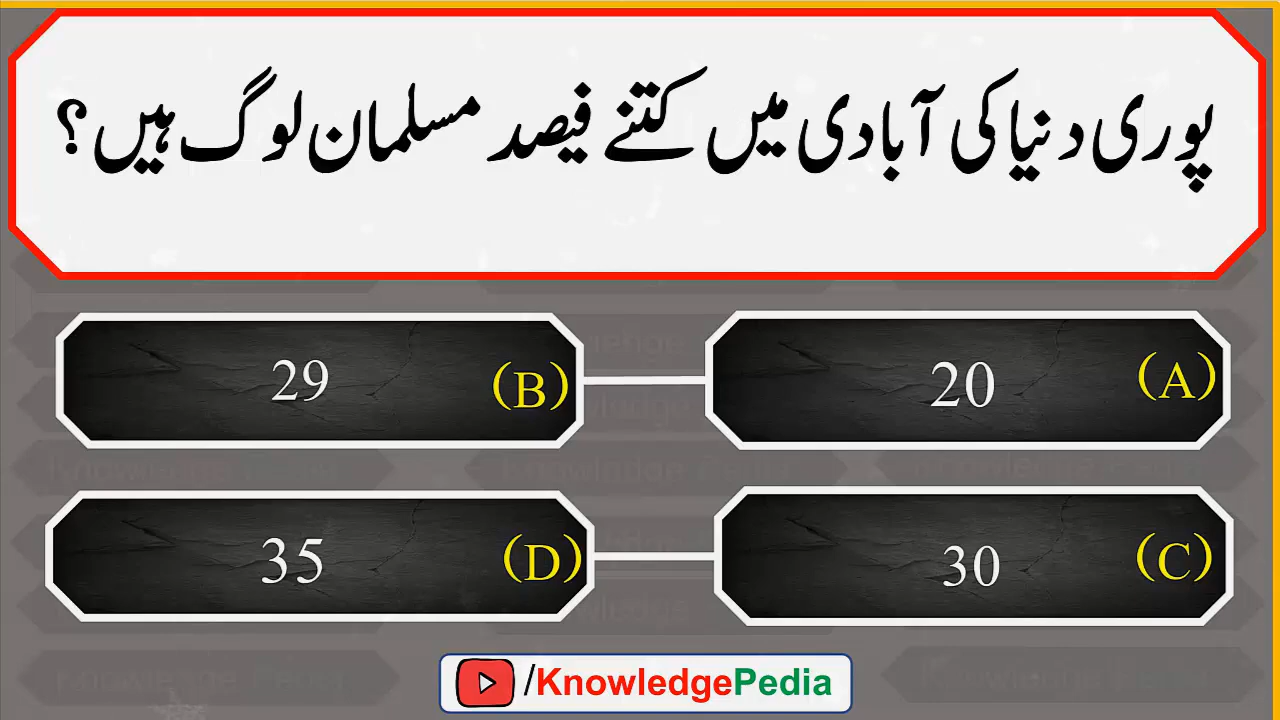 پوری دنیا کی آبادی میں کتنے فیصد مسلمان لوگ ہیں؟
(A) 20
(B) 29
(C) 30
(D) 35
/KnowledgePedia